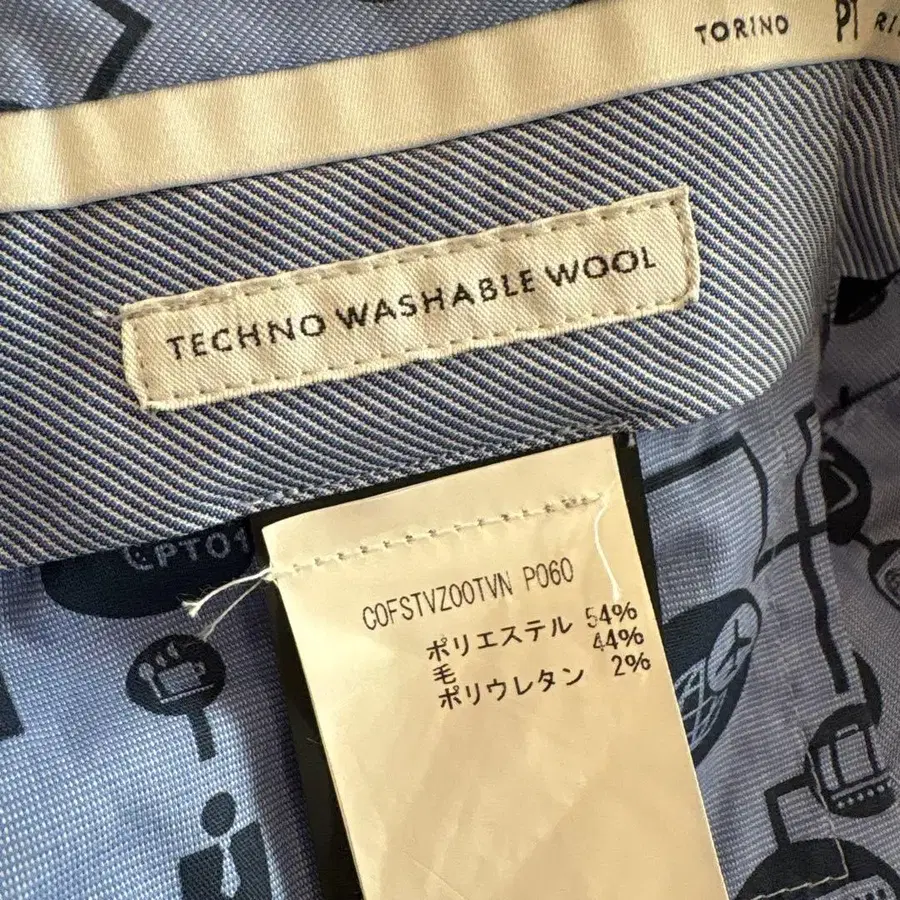 TORINO PT
TECHNO WASHABLE WOOL
CPT01
COFSTVZ00TVN P060
ポリエステル 54%
毛 44%
ポリウレタン 2%